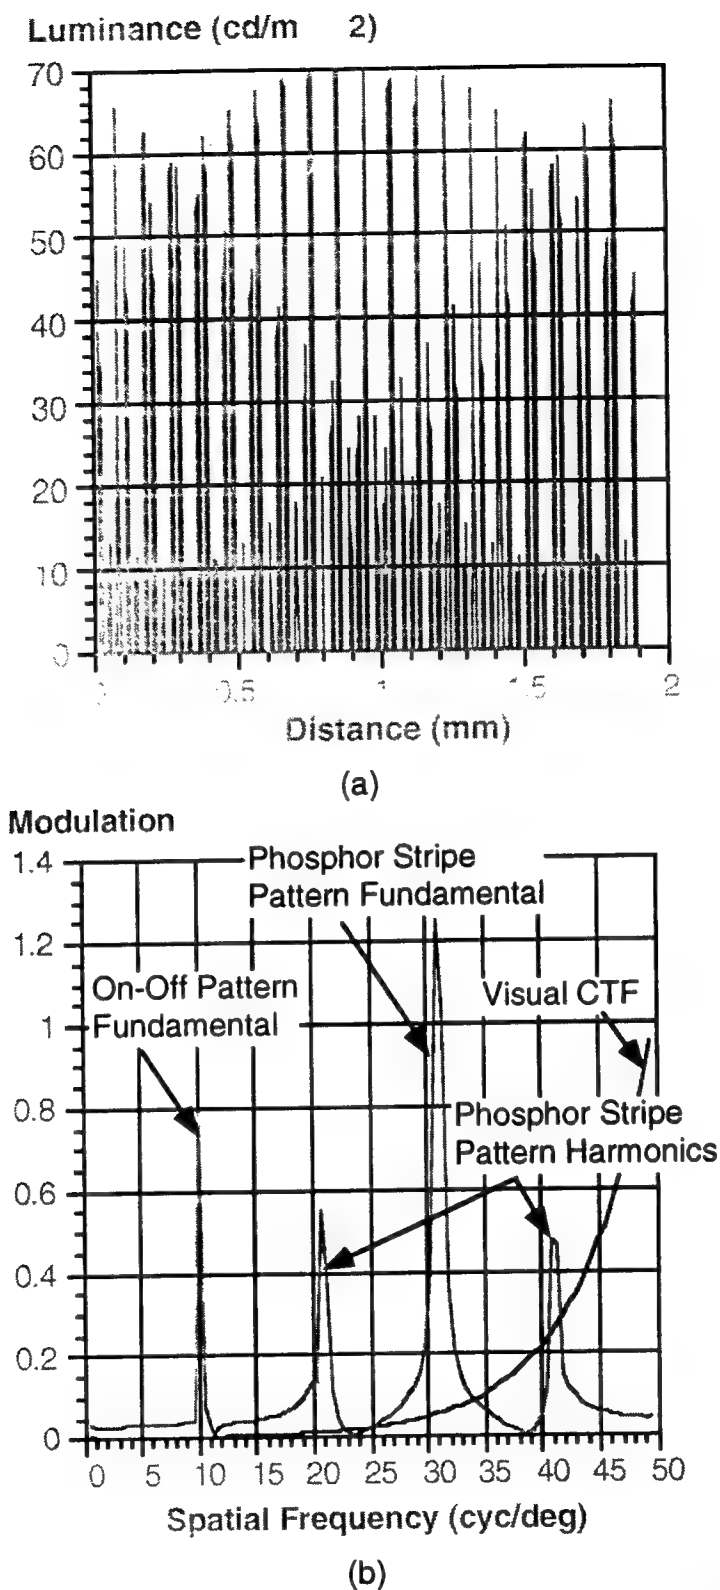 Luminance (cd/m 2)
70
60
50
40
30
20
10
0.5
1.5
2
Distance (mm)
(a)
Modulation
1.4
1.2
1
0.8
0.6
0.4
0.2
0
Phosphor Stripe
Pattern Fundamental
On-Off Pattern
Fundamental
Visual CTF
Phosphor Stripe
Pattern Harmonics
0 5 10 15 20 25 30 35 40 45 50
Spatial Frequency (cyc/deg)
(b)